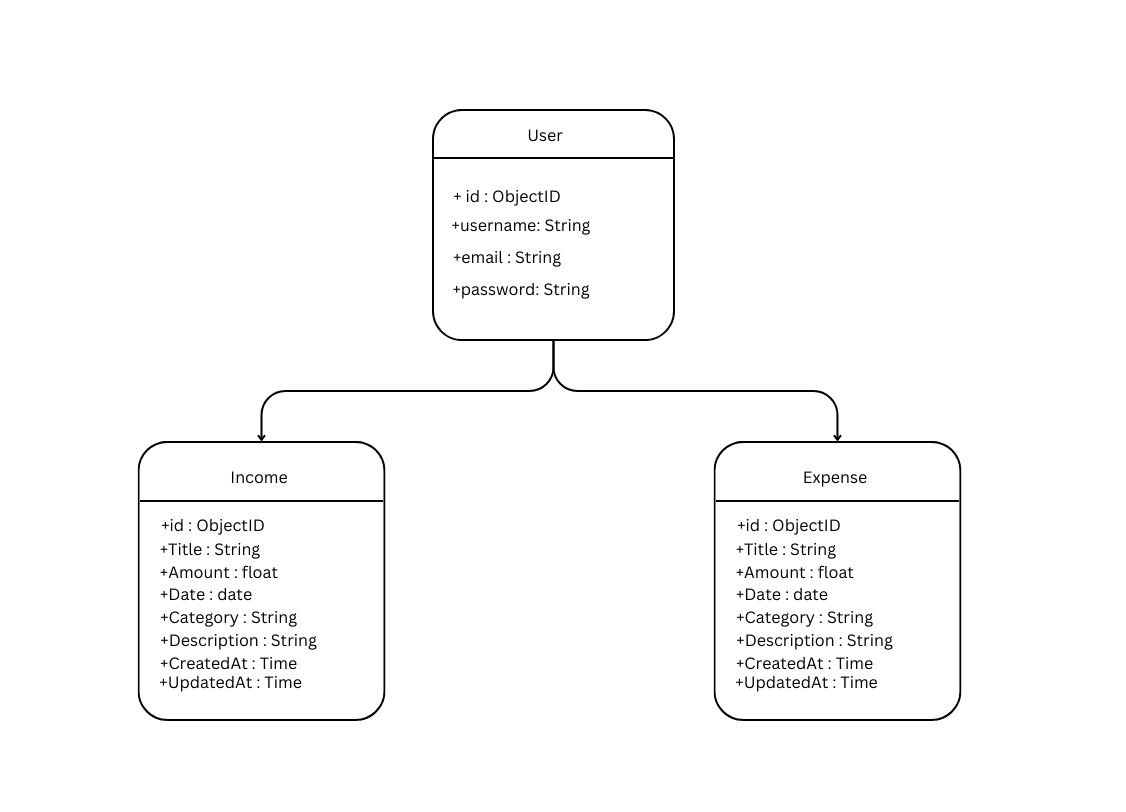 User
+ id : ObjectID
+username: String
+email : String
+password: String
Income
+id : ObjectID
+Title : String
+Amount : float
+Date : date
+Category : String
+Description : String
+CreatedAt : Time
+UpdatedAt : Time
Expense
+id : ObjectID
+Title : String
+Amount : float
+Date : date
+Category : String
+Description : String
+CreatedAt : Time
+UpdatedAt : Time